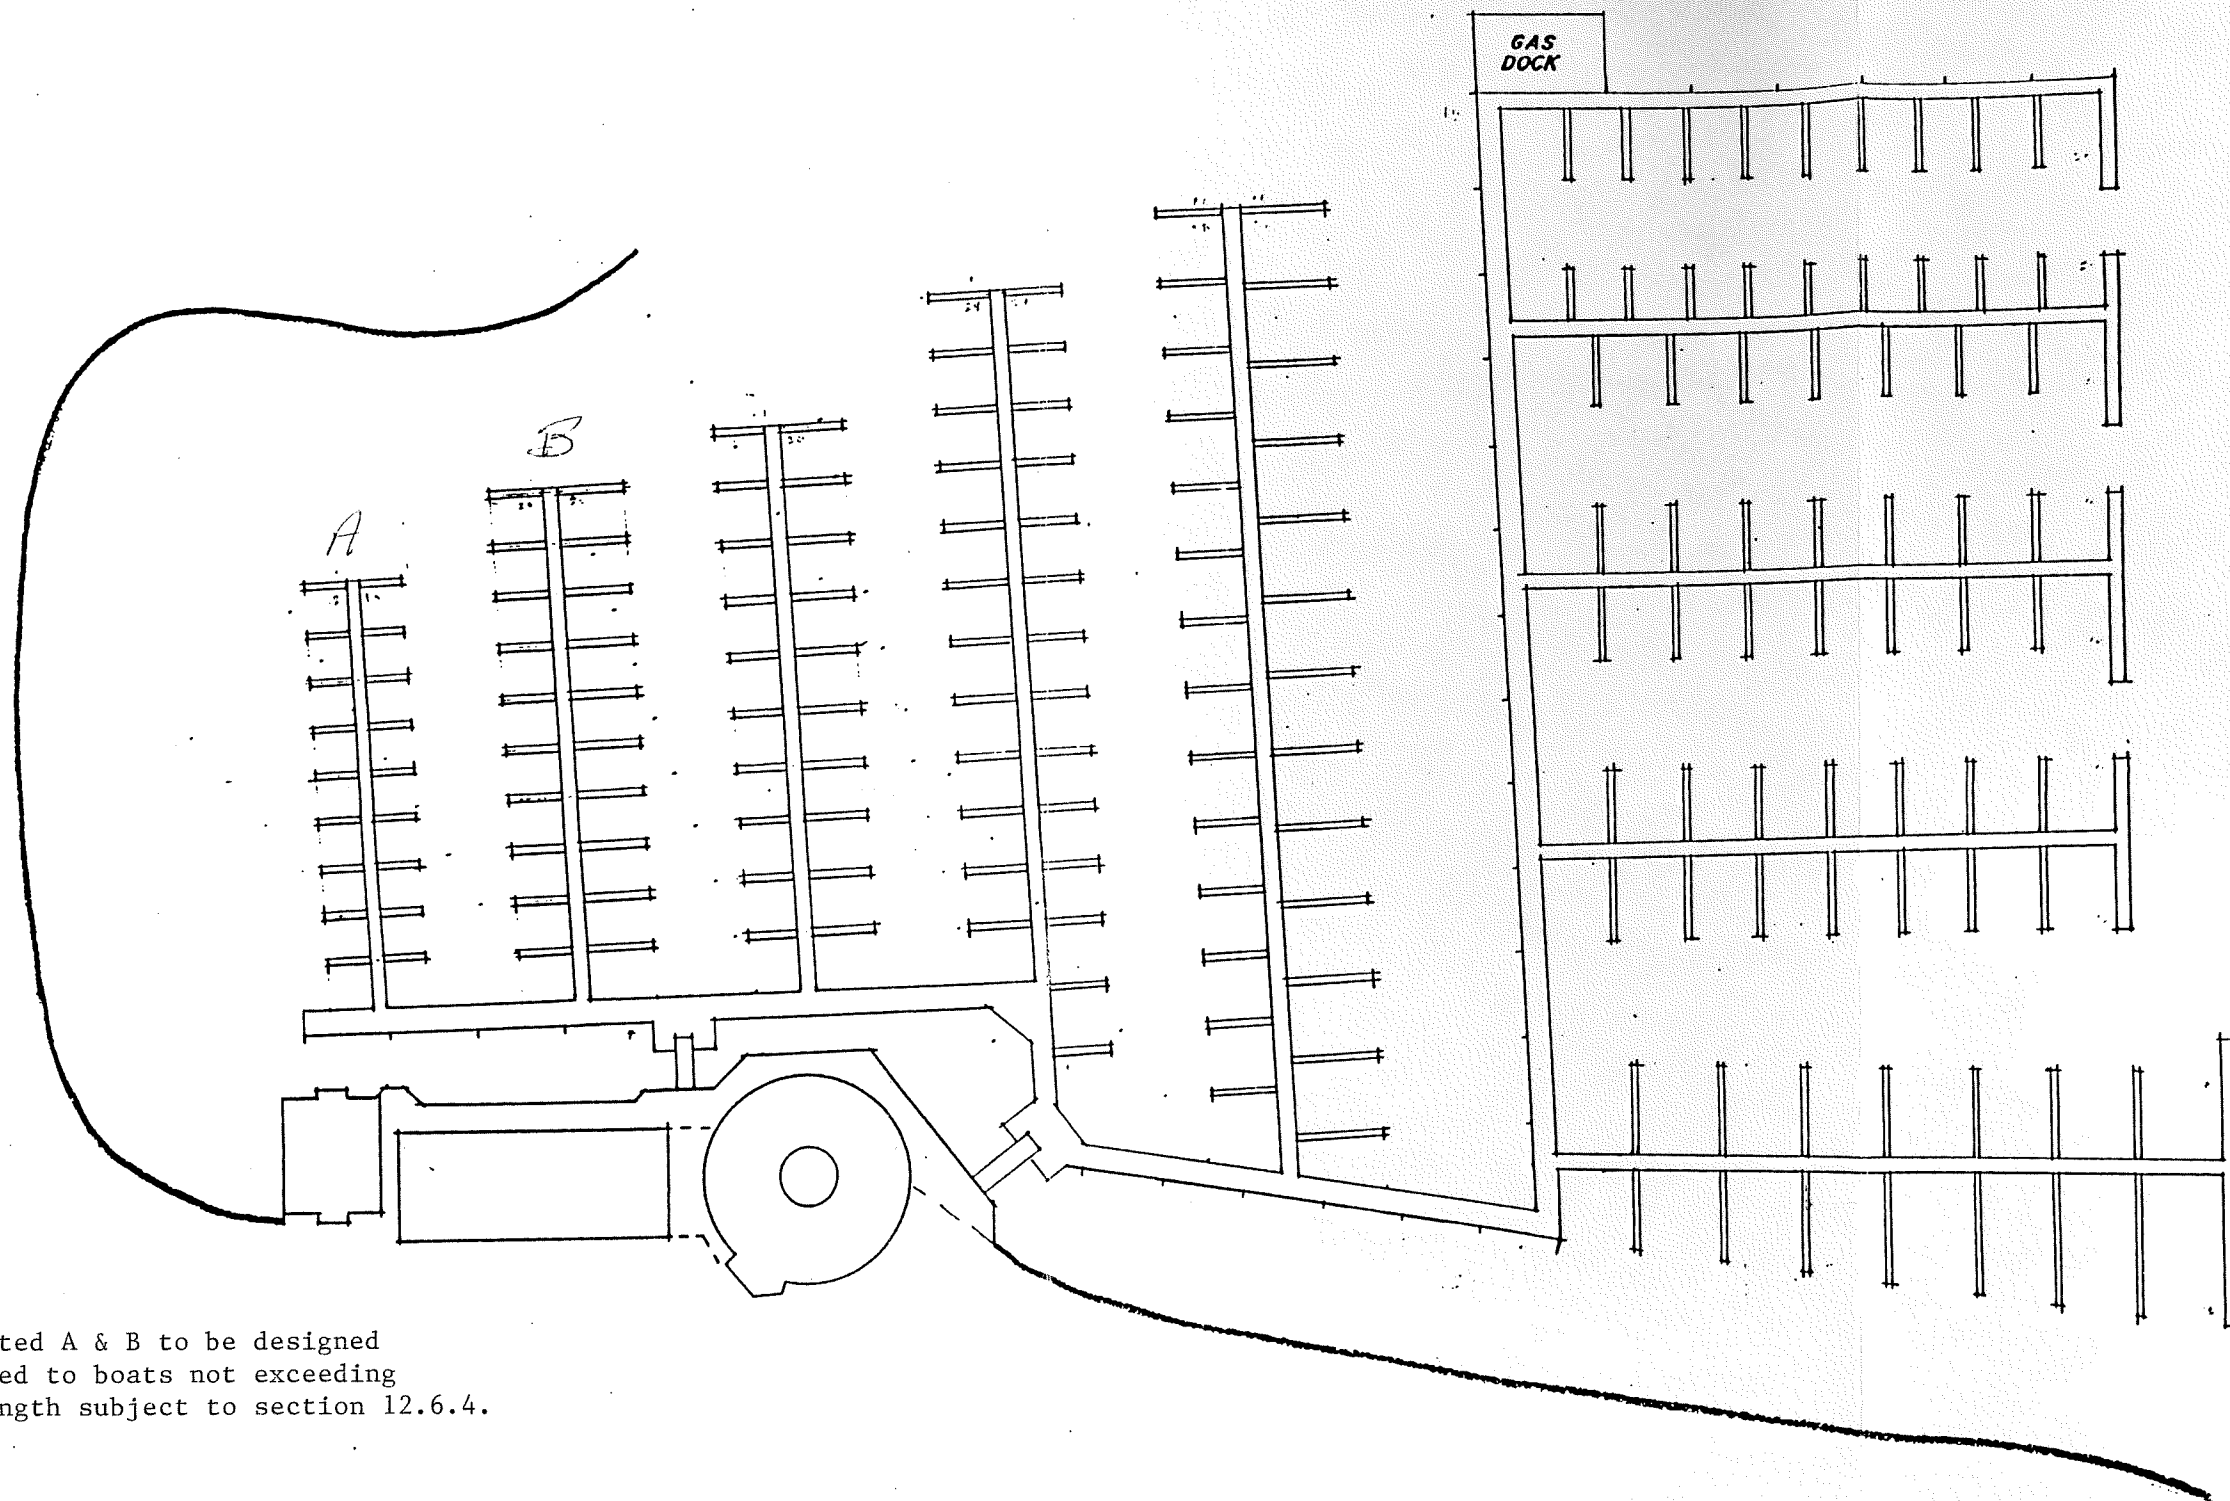 GAS
DOCK
B
A
ted A & B to be designed
ed to boats not exceeding
ngth subject to section 12.6.4.